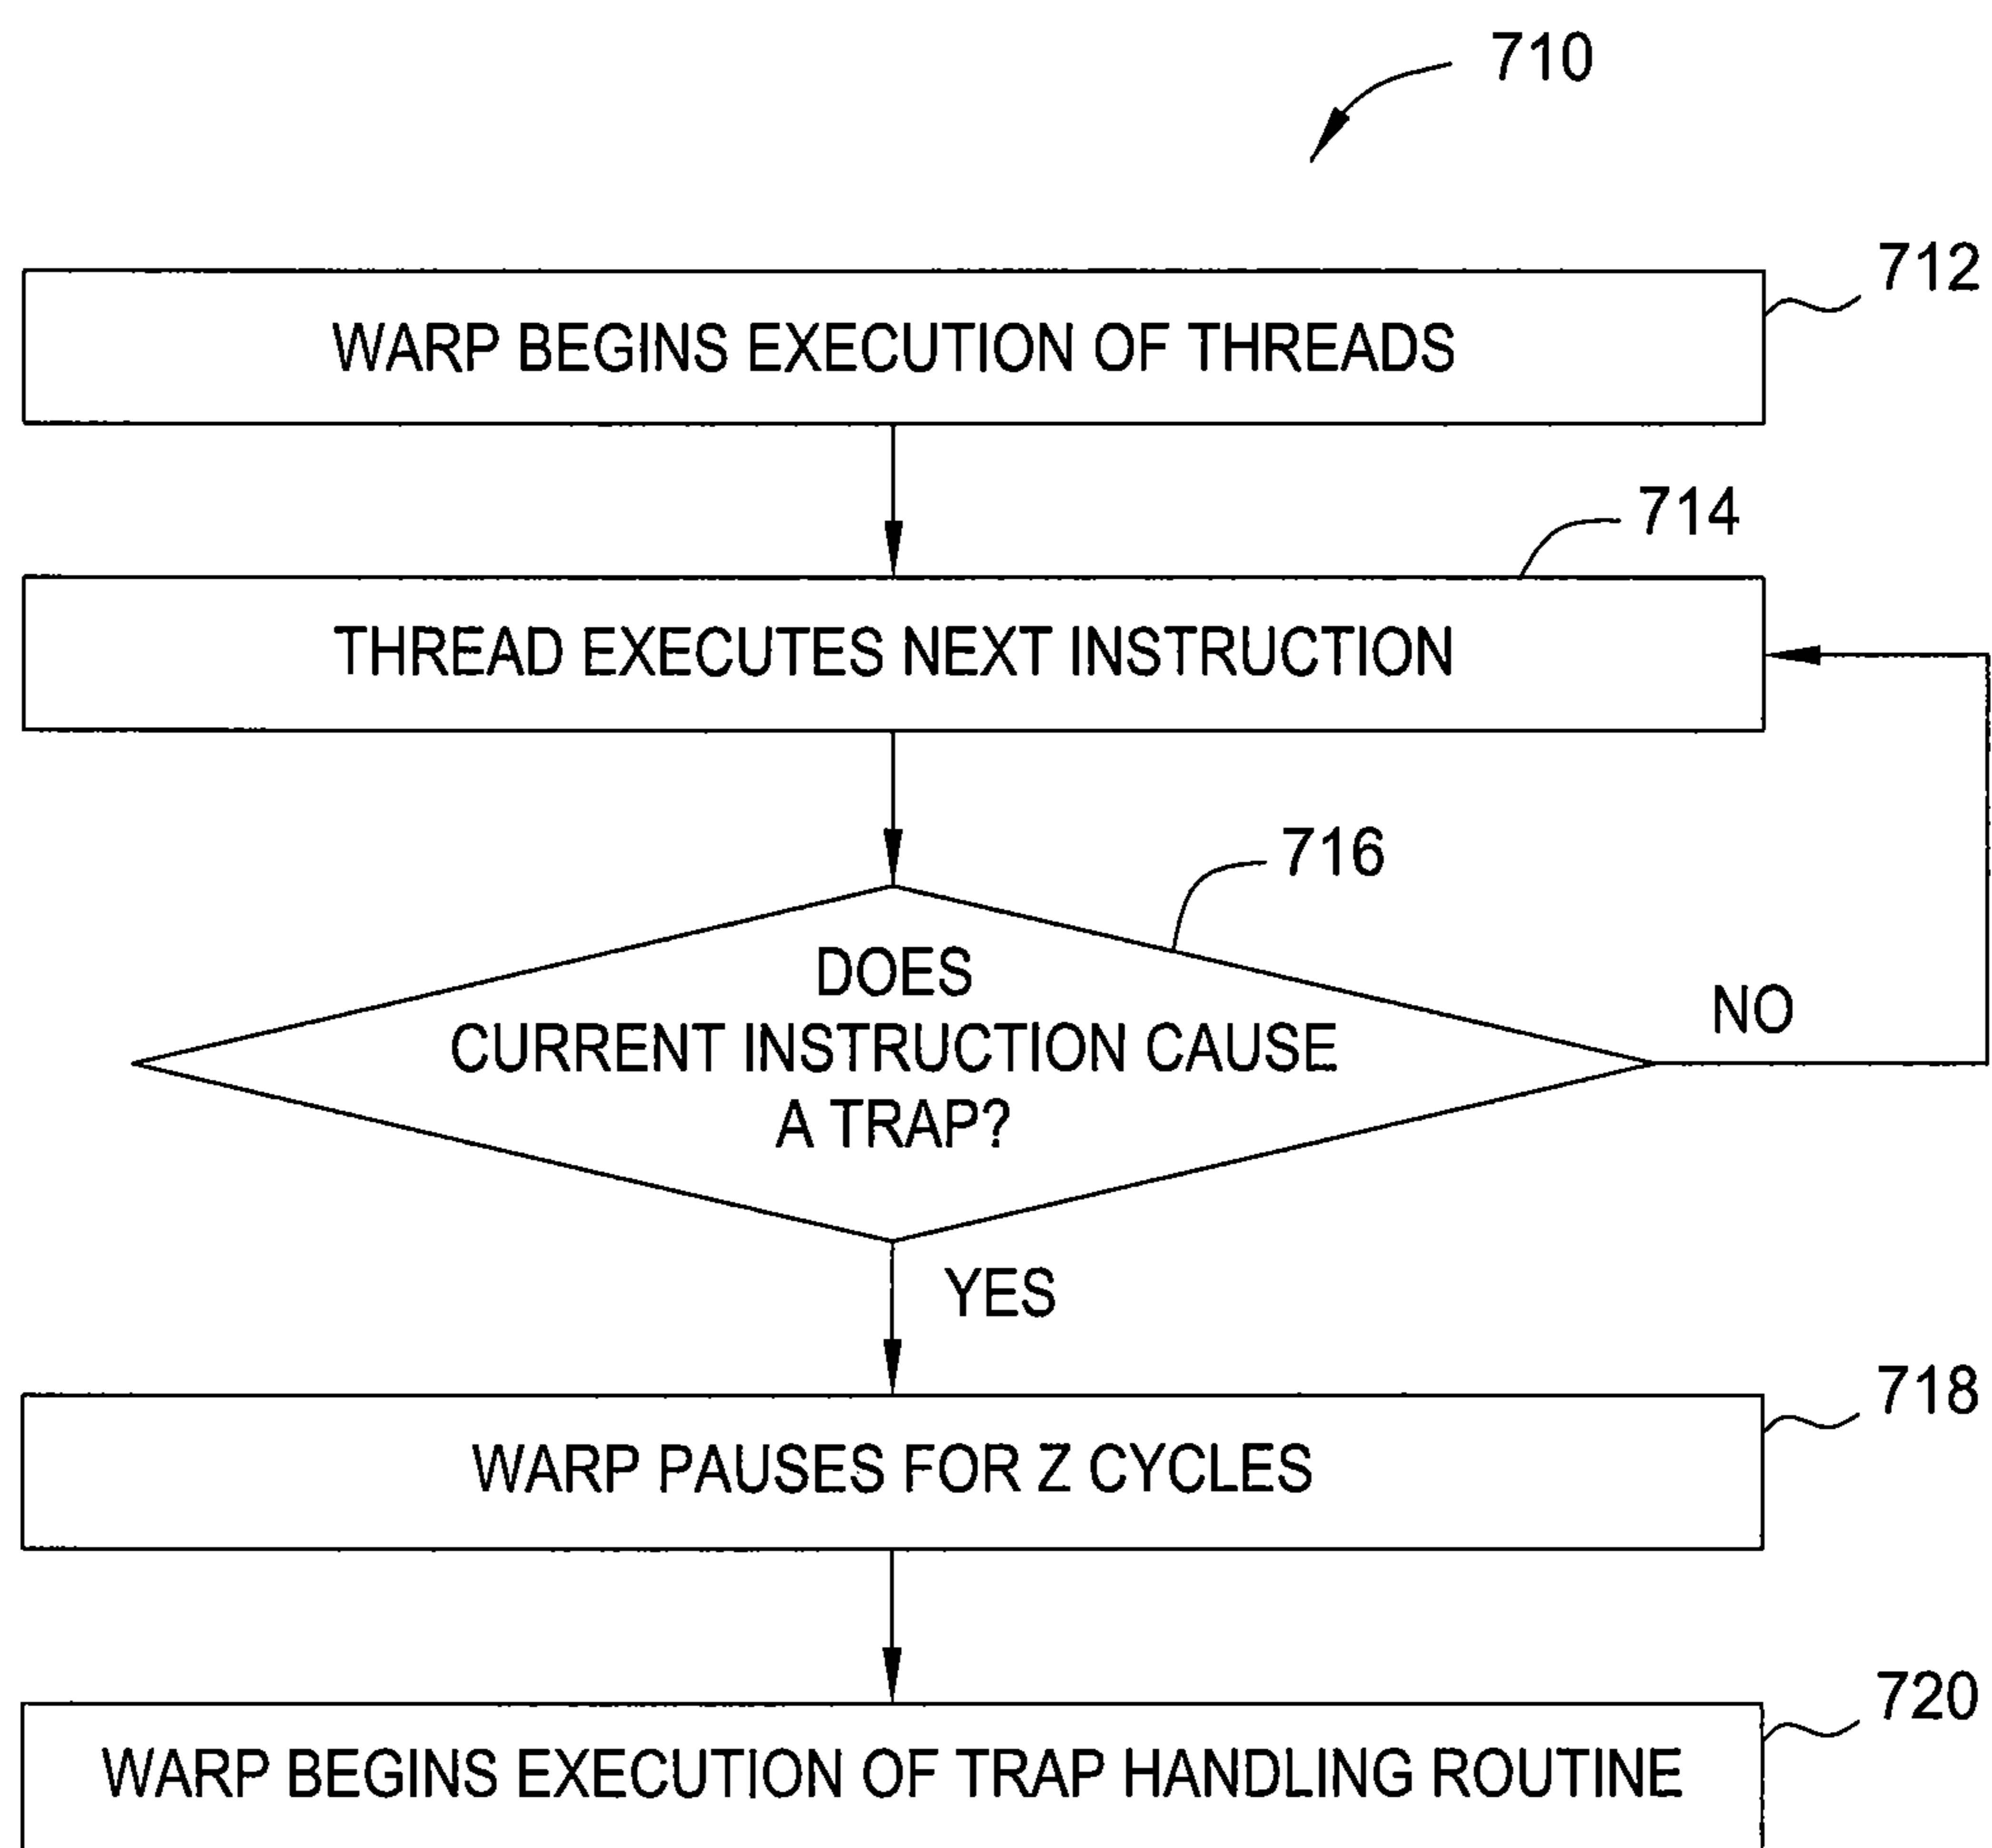 710
712
WARP BEGINS EXECUTION OF THREADS
714
THREAD EXECUTES NEXT INSTRUCTION
716
DOES
CURRENT INSTRUCTION CAUSE
A TRAP?
NO
YES
718
WARP PAUSES FOR Z CYCLES
720
WARP BEGINS EXECUTION OF TRAP HANDLING ROUTINE